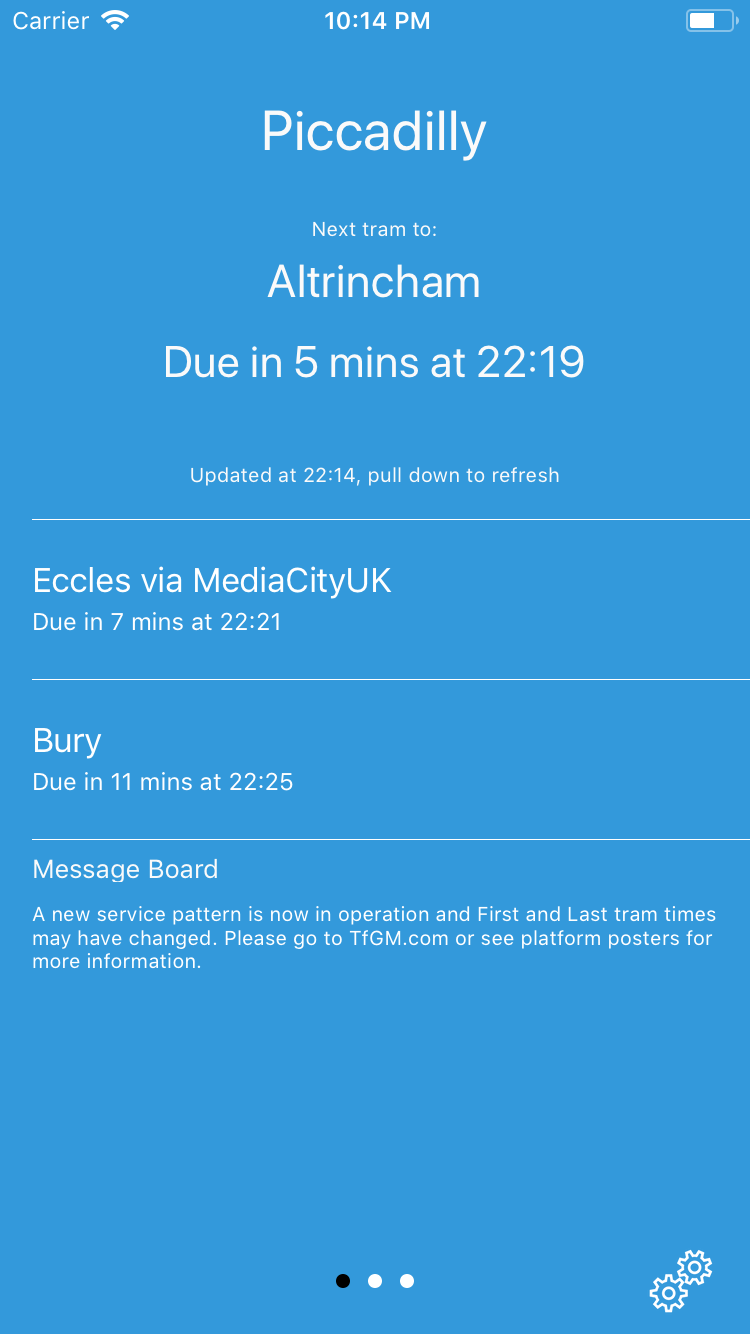 Carrier
10:14 PM
Piccadilly
Next tram to:
Altrincham
Due in 5 mins at 22:19
Updated at 22:14, pull down to refresh
Eccles via MediaCityUK
Due in 7 mins at 22:21
Bury
Due in 11 mins at 22:25
Message Board
A new service pattern is now in operation and First and Last tram times
may have changed. Please go to TfGM.com or see platform posters for
more information.